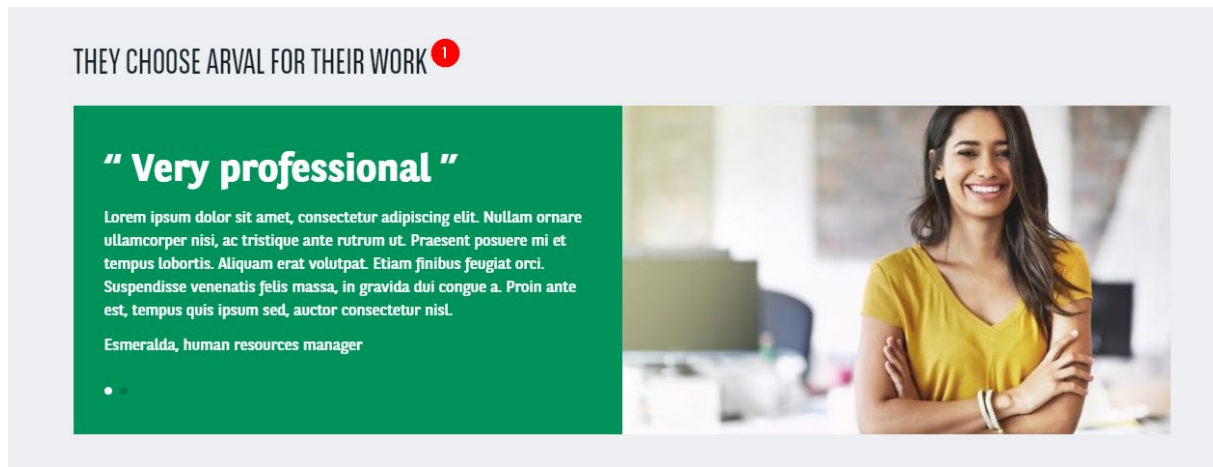 THEY CHOOSE ARVAL FOR THEIR WORK 1
“ Very professional ”
Lorem ipsum dolor sit amet, consectetur adipiscing elit. Nullam ornare
ullamcorper nisi, ac tristique ante rutrum ut. Praesent posuere mi et
tempus lobortis. Aliquam erat volutpat. Etiam finibus feugiat orci.
Suspendisse venenatis felis massa, in gravida dui congue a. Proin ante
est, tempus quis ipsum sed, auctor consectetur nisl.
Esmeralda, human resources manager